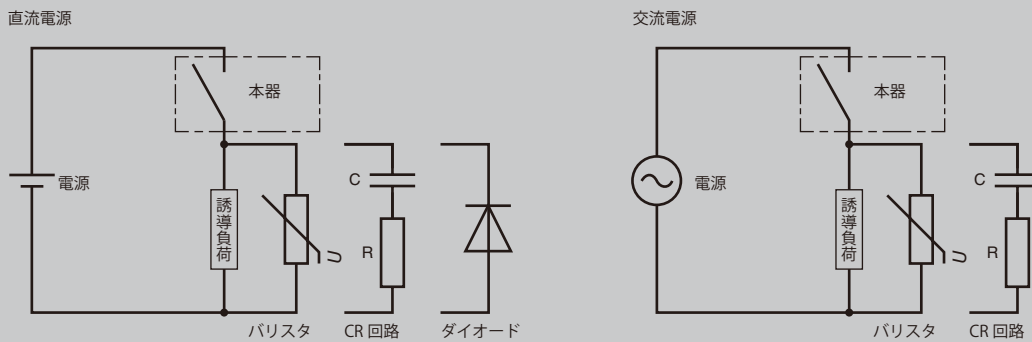 直流電源
本器
電源
誘導負荷
U
バリスタ
C
R
CR 回路
ダイオード
交流電源
本器
電源
誘導負荷
U
バリスタ
C
R
CR 回路